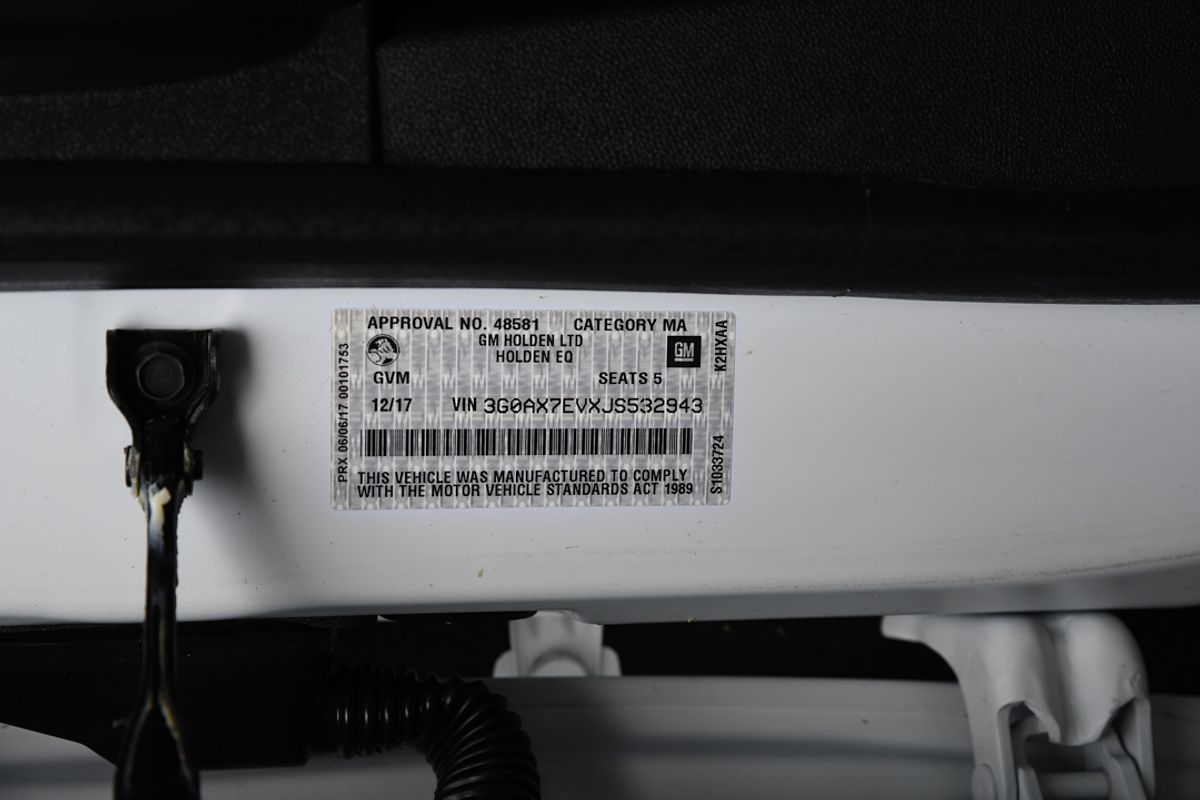 APPROVAL NO. 48581 CATEGORY MA
GM HOLDEN LTD
HOLDEN EQ
GM
GVM SEATS 5
12/17 VIN 3G0AX7EVXJS532943
THIS VEHICLE WAS MANUFACTURED TO COMPLY
WITH THE MOTOR VEHICLE STANDARDS ACT 1989
PRX 06/06/17 00101753
K2HXAA
S1033724